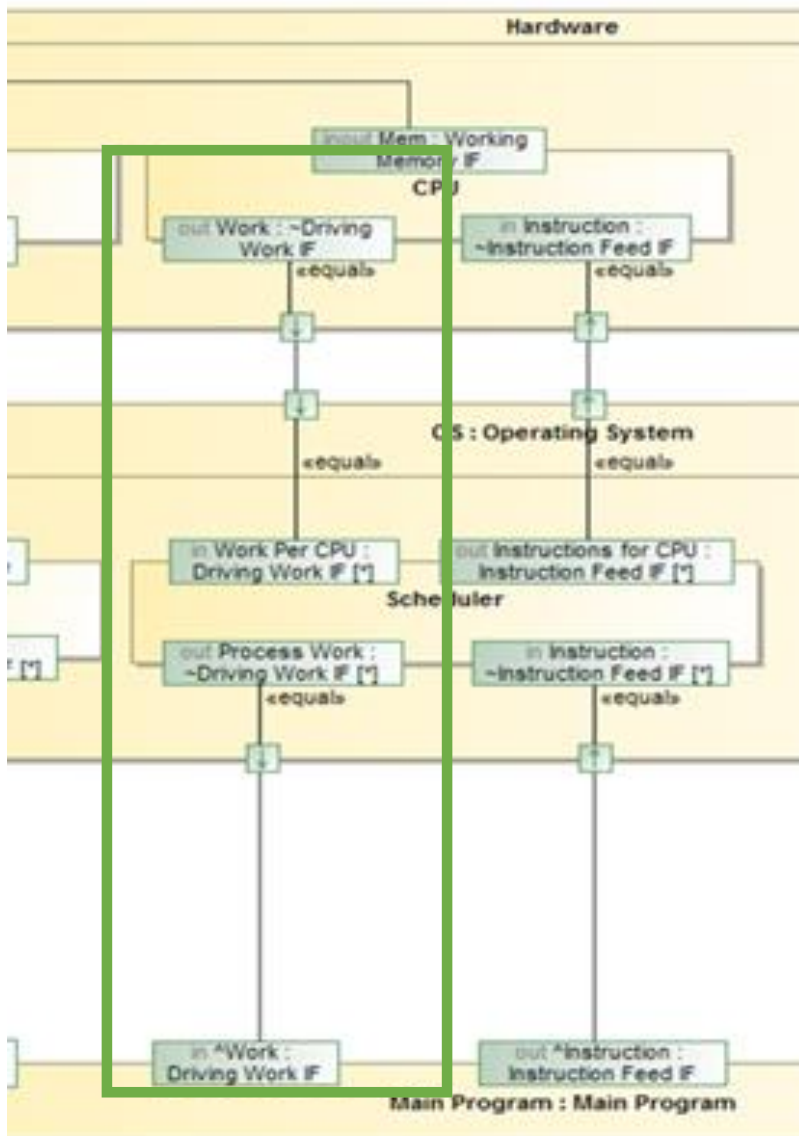 Hardware
inout Mem : Working
Memory IF
CPU
out Work : ~Driving
Work IF
in Instruction :
~Instruction Feed IF
«equal»
«equal»
OS : Operating System
«equal»
«equal»
in Work Per CPU :
Driving Work IF [*]
out Instructions for CPU :
Instruction Feed IF [*]
Scheduler
out Process Work :
~Driving Work IF [*]
in Instruction :
~Instruction Feed IF [*]
[*]
«equal»
«equal»
in ^Work :
Driving Work IF
out ^Instruction :
Instruction Feed IF
Main Program : Main Program